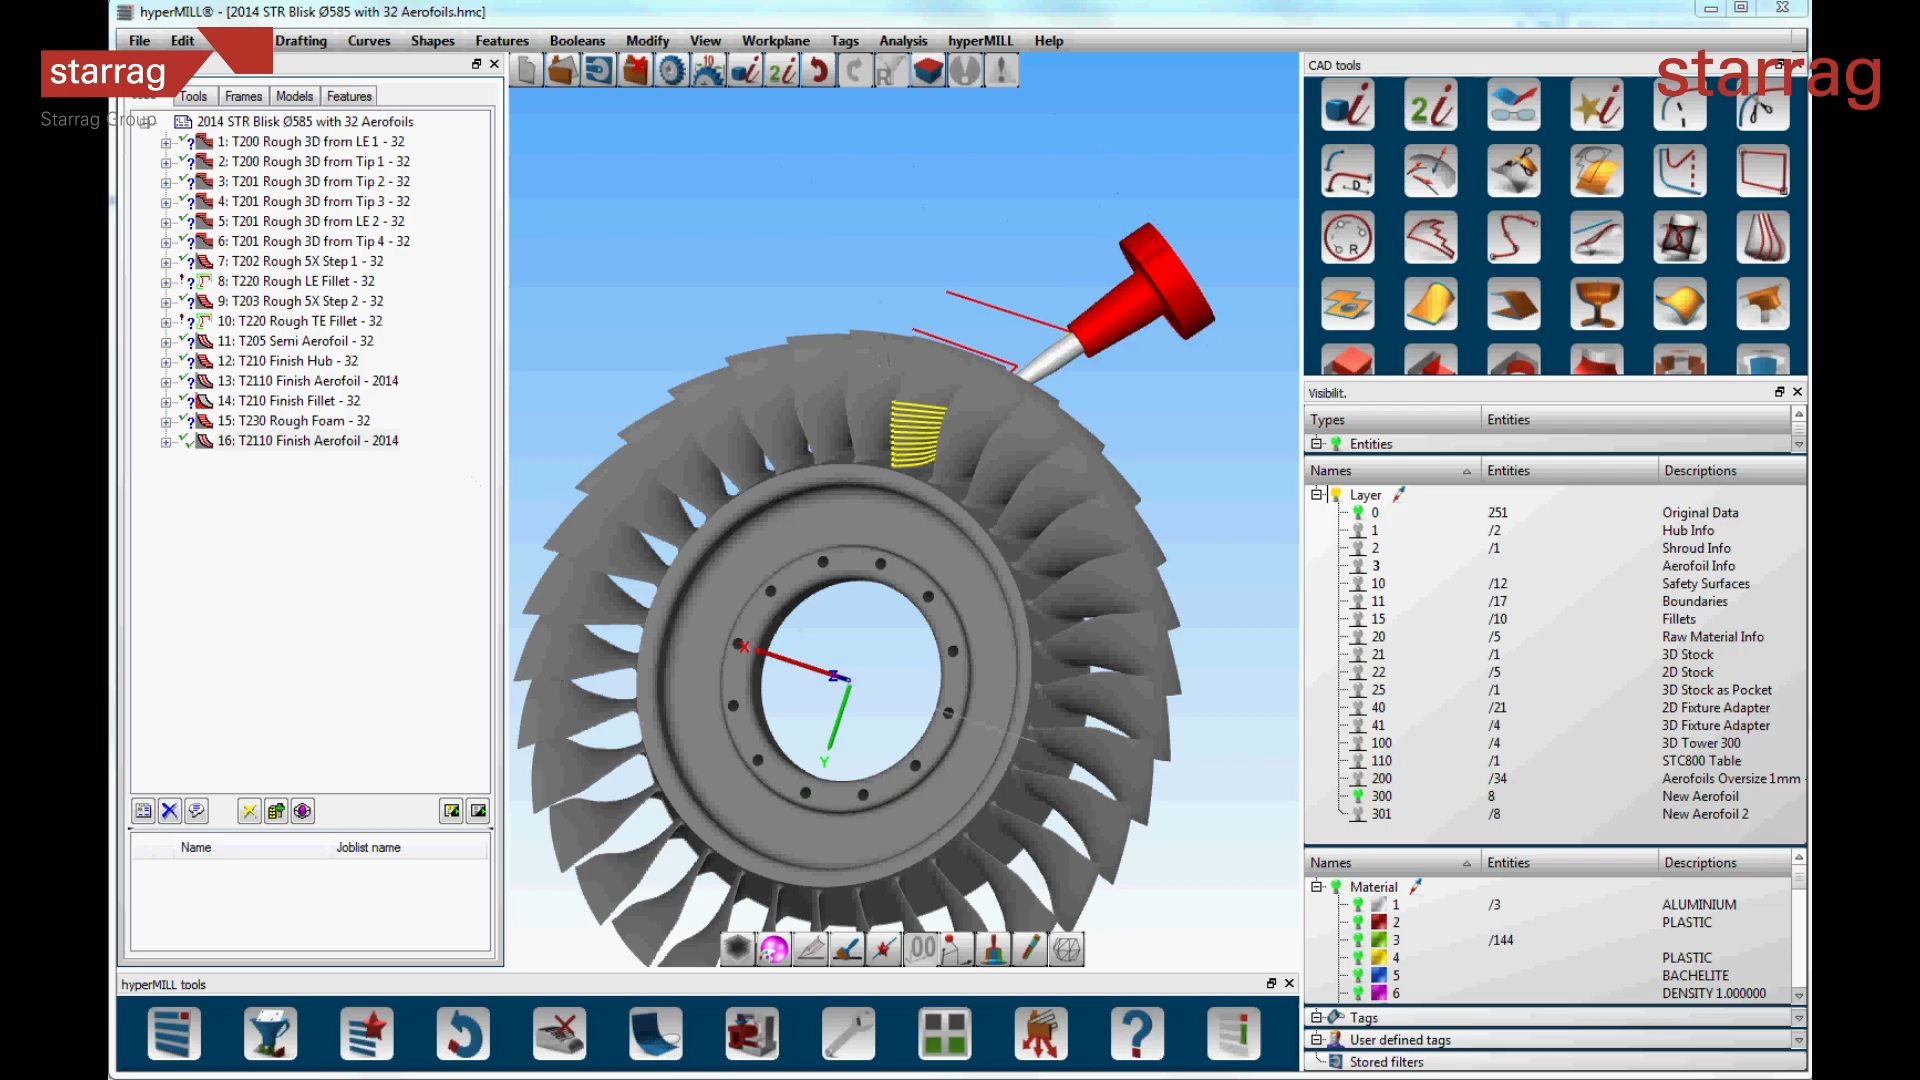 hyperMILL® - [2014 STR Blisk Ø585 with 32 Aerofoils.hmc]
File Edit Drafting Curves Shapes Features Booleans Modify View Workplane Tags Analysis hyperMILL Help
starrag
Starrag Group
starrag
Tools Frames Models Features
2014 STR Blisk Ø585 with 32 Aerofoils
1: T200 Rough 3D from LE 1 - 32
2: T200 Rough 3D from Tip 1 - 32
3: T201 Rough 3D from Tip 2 - 32
4: T201 Rough 3D from Tip 3 - 32
5: T201 Rough 3D from LE 2 - 32
6: T201 Rough 3D from Tip 4 - 32
7: T202 Rough 5X Step 1 - 32
8: T220 Rough LE Fillet - 32
9: T203 Rough 5X Step 2 - 32
10: T220 Rough TE Fillet - 32
11: T205 Semi Aerofoil - 32
12: T210 Finish Hub - 32
13: T2110 Finish Aerofoil - 2014
14: T210 Finish Fillet - 32
15: T230 Rough Foam - 32
16: T2110 Finish Aerofoil - 2014
Name Joblist name
X
Z
Y
hyperMILL tools
CAD tools
Visibilit.
Types Entities
Entities
Names Entities Descriptions
Layer
0 251 Original Data
1 /2 Hub Info
2 /1 Shroud Info
3 Aerofoil Info
10 /12 Safety Surfaces
11 /17 Boundaries
15 /10 Fillets
20 /5 Raw Material Info
21 /1 3D Stock
22 /5 2D Stock
25 /1 3D Stock as Pocket
40 /21 2D Fixture Adapter
41 /4 3D Fixture Adapter
100 /4 3D Tower 300
110 /1 STC800 Table
200 /34 Aerofoils Oversize 1mm -
300 8 New Aerofoil
301 /8 New Aerofoil 2
Names Entities Descriptions
Material
1 /3 ALUMINIUM
2 PLASTIC
3 /144
4 PLASTIC
5 BACHELITE
6 DENSITY 1.000000
Tags
User defined tags
Stored filters